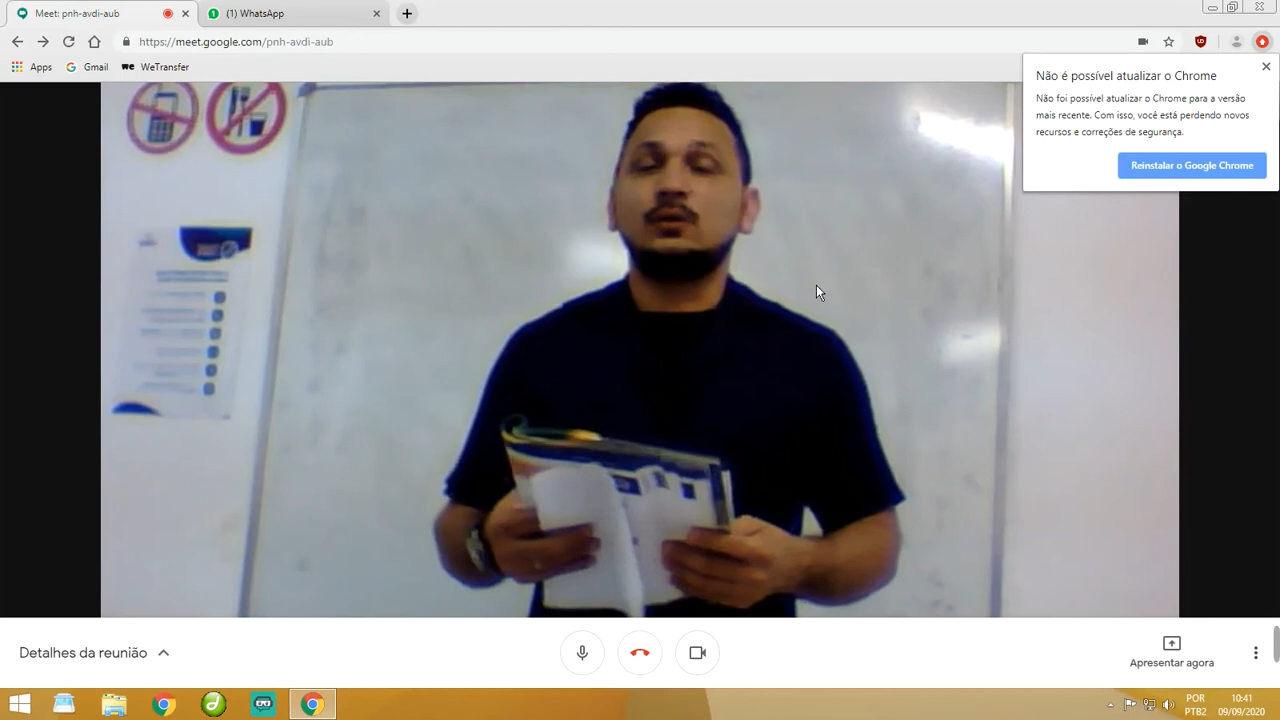 Meet: pnh-avdi-aub
(1) WhatsApp
https://meet.google.com/pnh-avdi-aub
Apps
Gmail
WeTransfer
Não é possível atualizar o Chrome
Não foi possível atualizar o Chrome para a versão
mais recente. Com isso, você está perdendo novos
recursos e correções de segurança.
Reinstalar o Google Chrome
Detalhes da reunião
Apresentar agora
POR
PTB2
10:41
09/09/2020